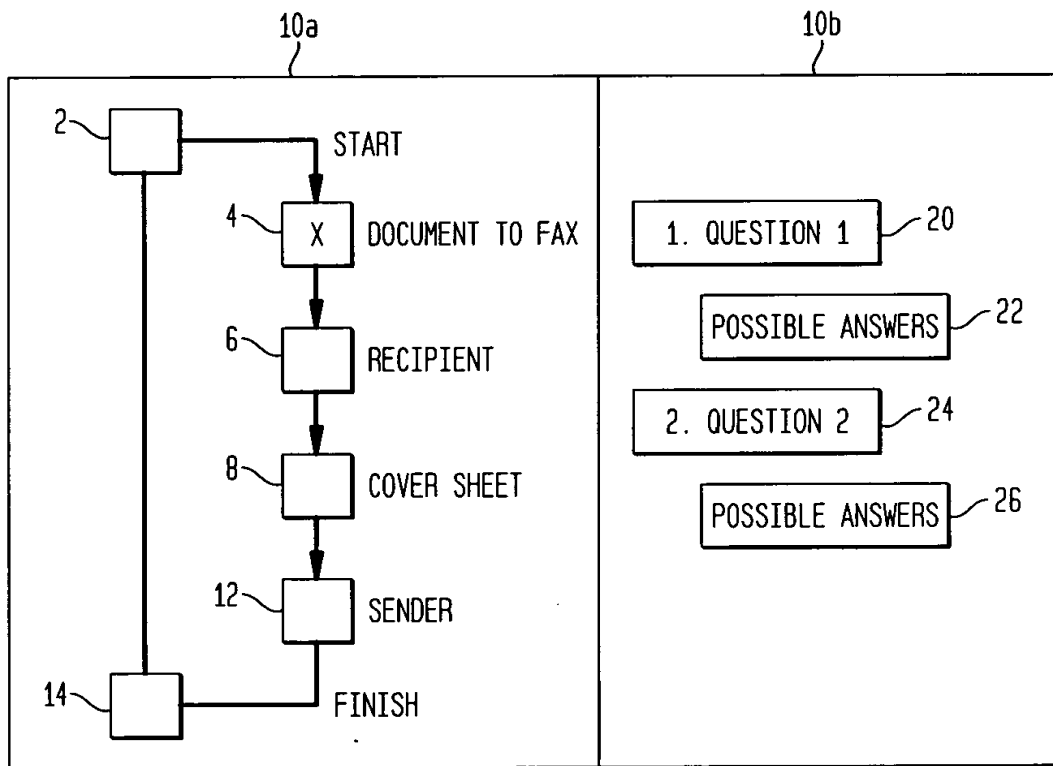 10a
10b
2
START
4
X
DOCUMENT TO FAX
6
RECIPIENT
8
COVER SHEET
12
SENDER
14
FINISH
1. QUESTION 1
20
POSSIBLE ANSWERS
22
2. QUESTION 2
24
POSSIBLE ANSWERS
26